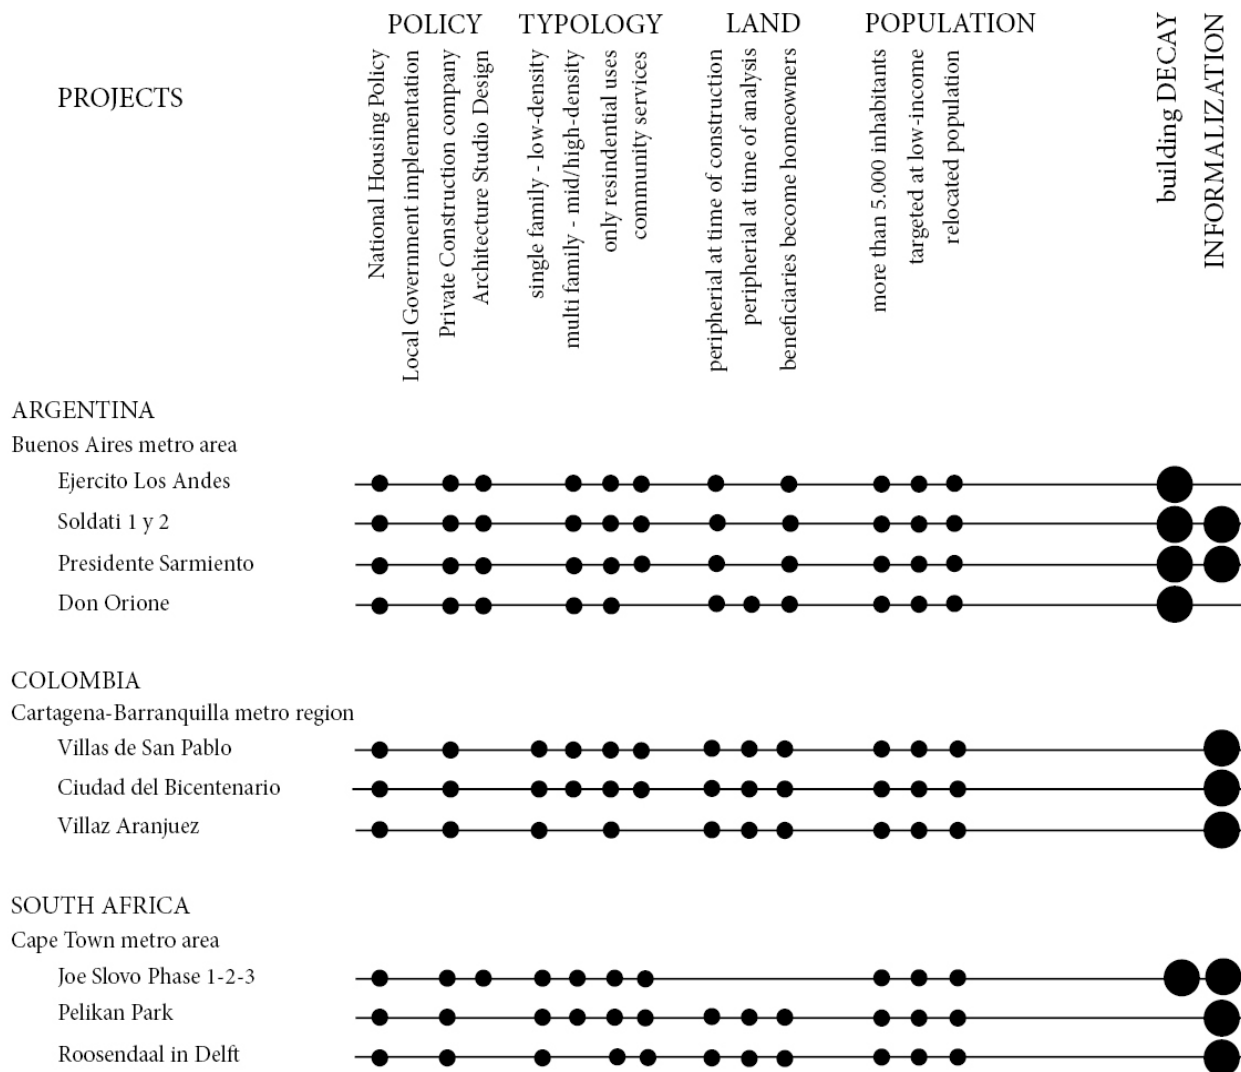 POLICY TYPOLOGY LAND POPULATION
PROJECTS
National Housing Policy
Local Government implementation
Private Construction company
Architecture Studio Design
single family - low-density
multi family - mid/high-density
only resindential uses
community services
peripherial at time of construction
peripherial at time of analysis
beneficiaries become homeowners
more than 5.000 inhabitants
targeted at low-income
relocated population
building DECAY
INFORMALIZATION
ARGENTINA
Buenos Aires metro area
Ejercito Los Andes
Soldati 1 y 2
Presidente Sarmiento
Don Orione
COLOMBIA
Cartagena-Barranquilla metro region
Villas de San Pablo
Ciudad del Bicentenario
Villaz Aranjuez
SOUTH AFRICA
Cape Town metro area
Joe Slovo Phase 1-2-3
Pelikan Park
Roosendaal in Delft